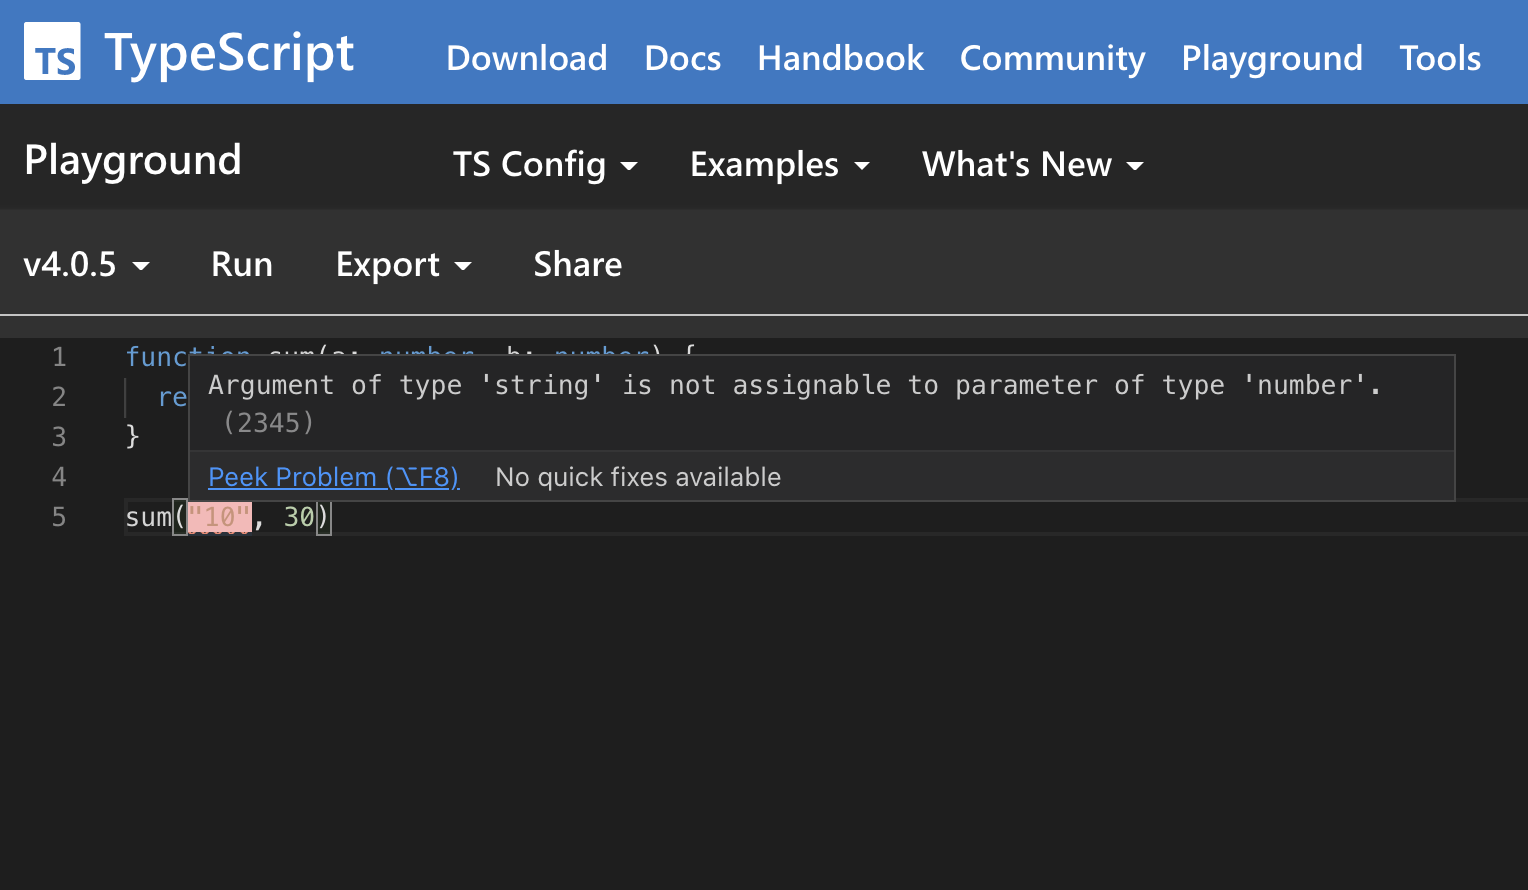 TS TypeScript Download Docs Handbook Community Playground Tools
Playground TS Config Examples What's New
v4.0.5 Run Export Share
1 function sum(a: number, b: number) {
Argument of type 'string' is not assignable to parameter of type 'number'.
2 re
(2345)
3 }
4
Peek Problem (⌥F8) No quick fixes available
5 sum("10", 30)